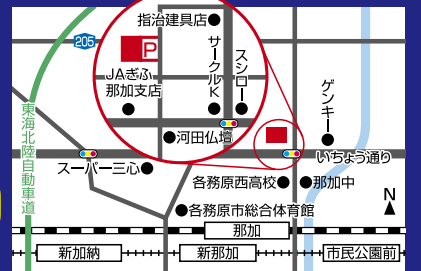 指治建具店
205
P
サークルK
スシロー
JAぎふ
那加支店
ゲンキー
河田仏壇
東海北陸自動車道
いちょう通り
スーパー三心
各務原西高校
那加中
N
各務原市総合体育館
那加
新加納
新那加
市民公園前